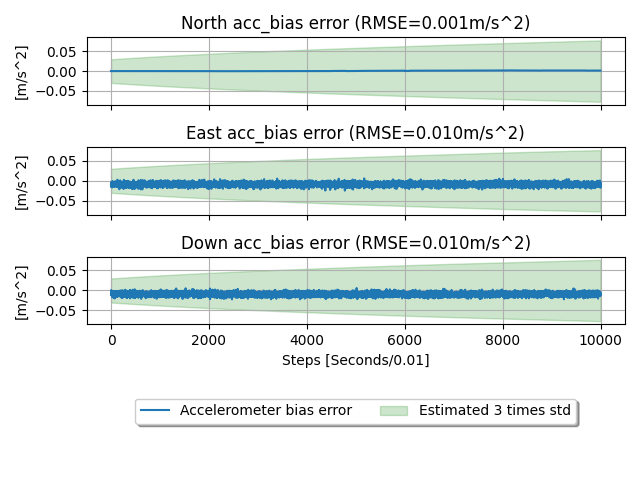 North acc_bias error (RMSE=0.001m/s^2)
0.05
0.00
−0.05
[m/s^2]
East acc_bias error (RMSE=0.010m/s^2)
0.05
0.00
−0.05
[m/s^2]
Down acc_bias error (RMSE=0.010m/s^2)
0.05
0.00
−0.05
[m/s^2]
0 2000 4000 6000 8000 10000
Steps [Seconds/0.01]
Accelerometer bias error Estimated 3 times std